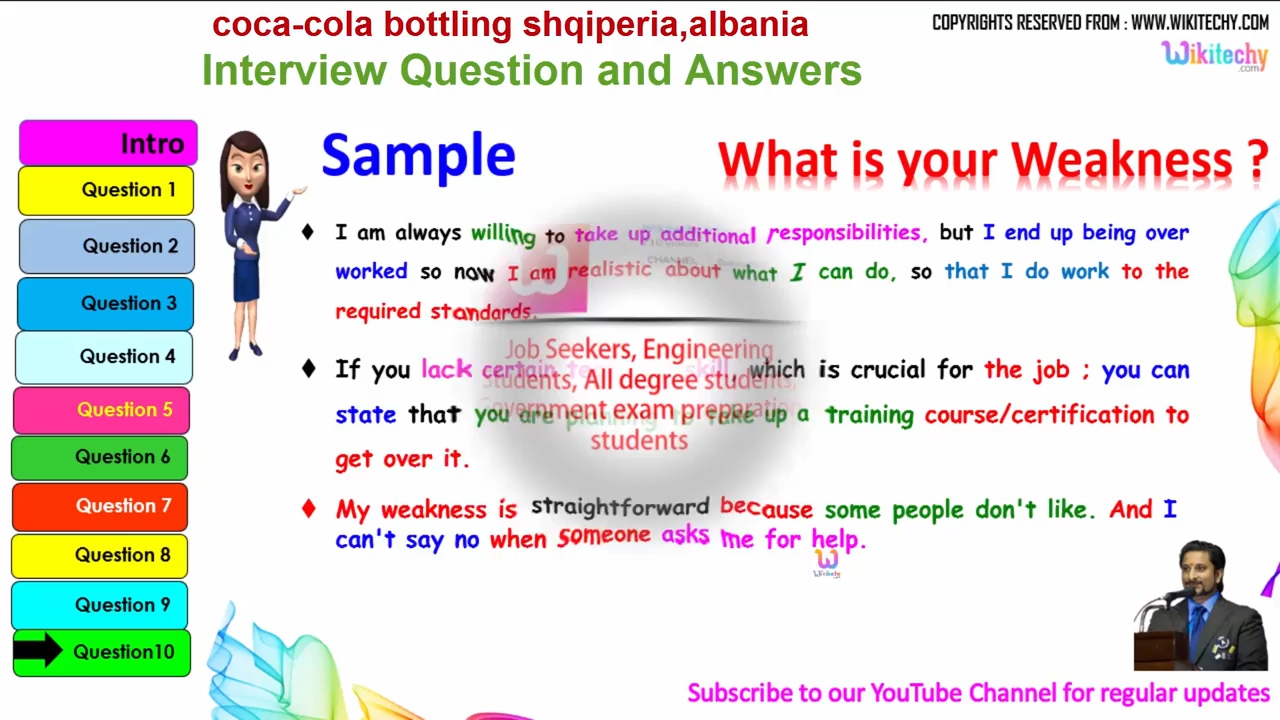 coca-cola bottling shqiperia,albania
Interview Question and Answers
COPYRIGHTS RESERVED FROM : WWW.WIKITECHY.COM
Wikitechy
.com
Intro
Question 1
Question 2
Question 3
Question 4
Question 5
Question 6
Question 7
Question 8
Question 9
Question10
Sample
What is your Weakness ?
I am always willing to take up additional responsibilities, but I end up being over
worked so now I am realistic about what I can do, so that I do work to the
required standards.
If you lack certain skill, which is crucial for the job ; you can
state that you are planning to take up a training course/certification to
get over it.
My weakness is straightforward because some people don't like. And I
can't say no when someone asks me for help.
CHANNEL
Job Seekers, Engineering
Students, All degree students,
Government exam prepration
students
Wikitechy
Subscribe to our YouTube Channel for regular updates